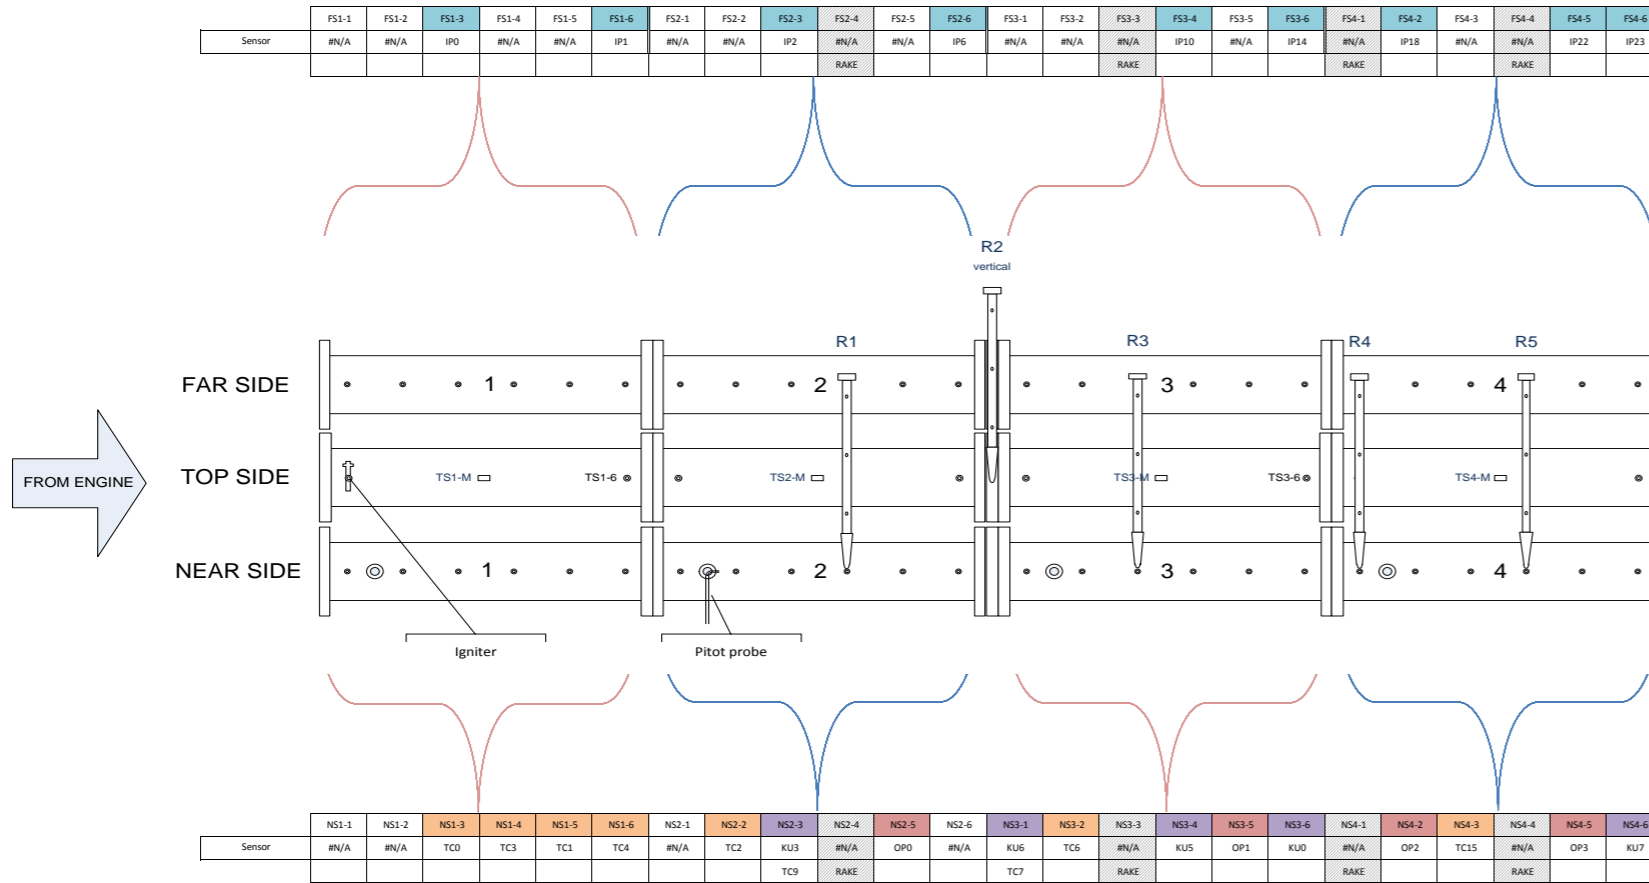 FS1-1 FS1-2 FS1-3 FS1-4 FS1-5 FS1-6 FS2-1 FS2-2 FS2-3 FS2-4 FS2-5 FS2-6 FS3-1 FS3-2 FS3-3 FS3-4 FS3-5 FS3-6 FS4-1 FS4-2 FS4-3 FS4-4 FS4-5 FS4-6
Sensor #N/A #N/A IP0 #N/A #N/A IP1 #N/A #N/A IP2 #N/A #N/A IP6 #N/A #N/A #N/A IP10 #N/A IP14 #N/A IP18 #N/A #N/A IP22 IP23
RAKE RAKE RAKE RAKE
R2
vertical
R1 R3 R4 R5
FAR SIDE 1 2 3 4
FROM ENGINE
TOP SIDE TS1-M TS1-6 TS2-M TS3-M TS3-6 TS4-M
NEAR SIDE 1 2 3 4
Igniter Pitot probe
NS1-1 NS1-2 NS1-3 NS1-4 NS1-5 NS1-6 NS2-1 NS2-2 NS2-3 NS2-4 NS2-5 NS2-6 NS3-1 NS3-2 NS3-3 NS3-4 NS3-5 NS3-6 NS4-1 NS4-2 NS4-3 NS4-4 NS4-5 NS4-6
Sensor #N/A #N/A TC0 TC3 TC1 TC4 #N/A TC2 KU3 #N/A OP0 #N/A KU6 TC6 #N/A KU5 OP1 KU0 #N/A OP2 TC15 #N/A OP3 KU7
TC9 RAKE TC7 RAKE RAKE RAKE